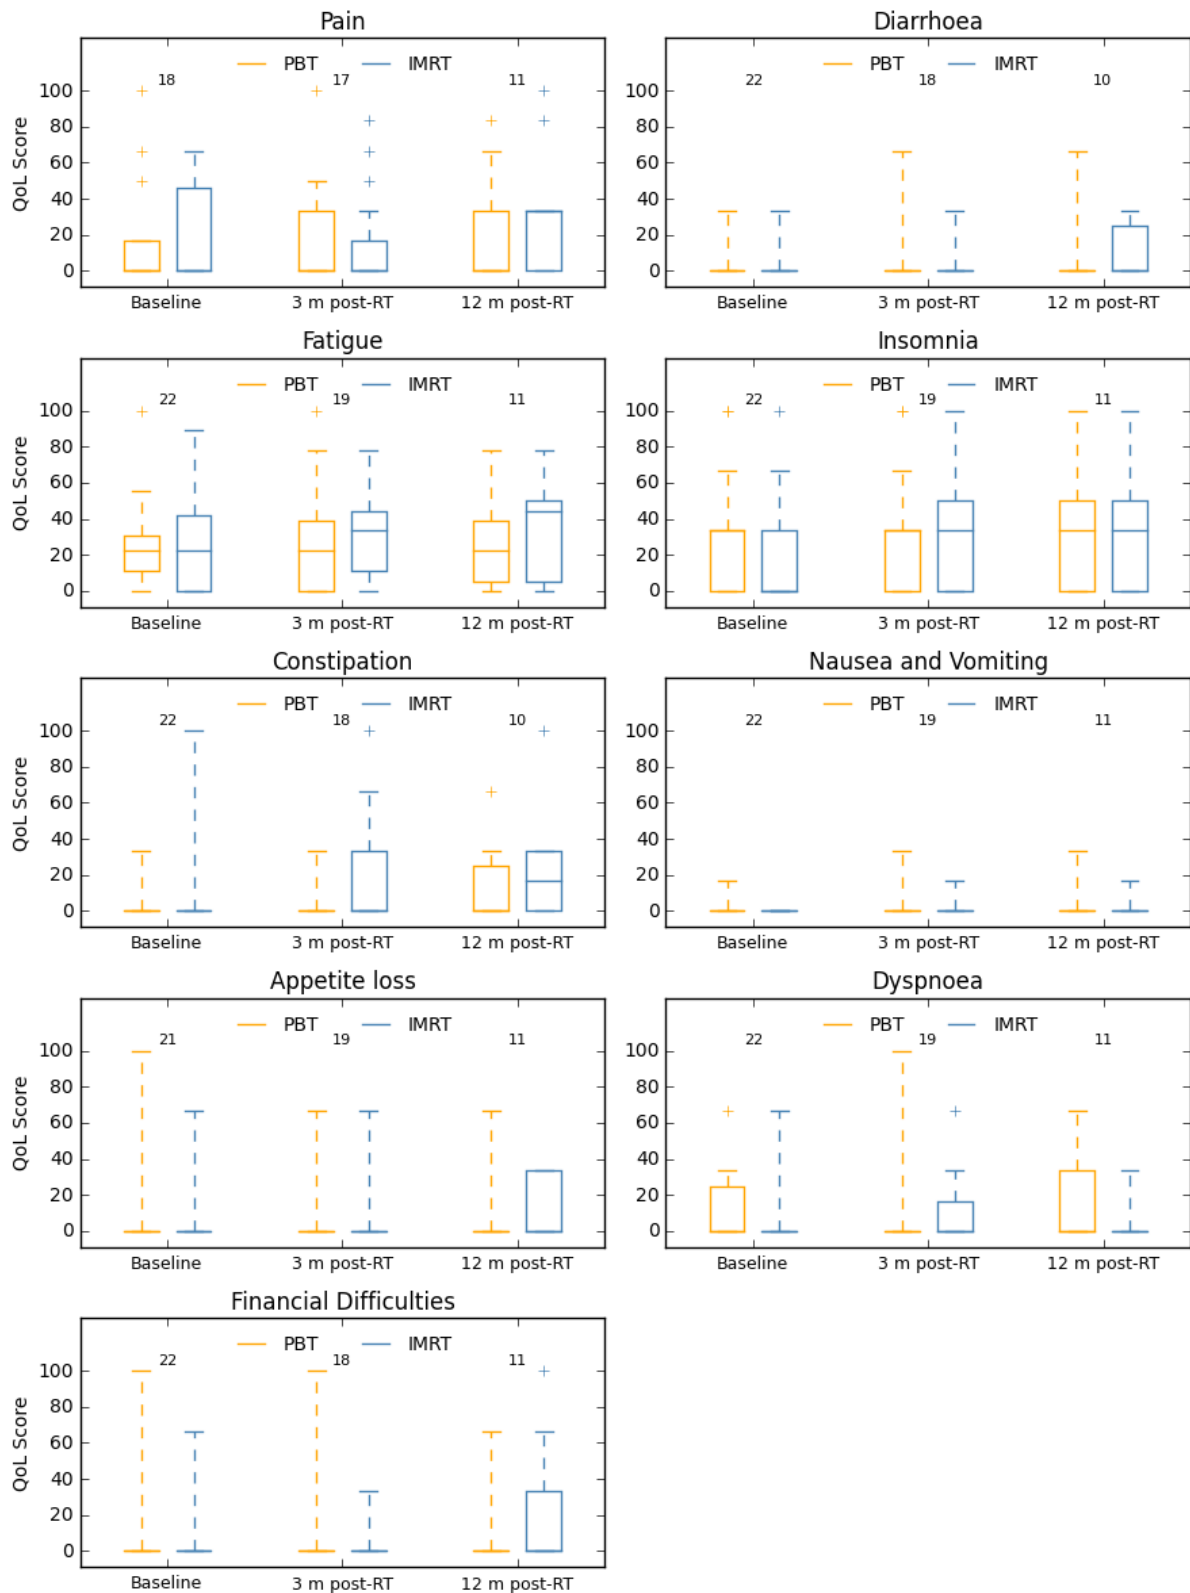 Pain
PBT IMRT
18 17 11
100
80
60
40
20
0
QoL Score
Baseline 3 m post-RT 12 m post-RT
Diarrhoea
PBT IMRT
22 18 10
100
80
60
40
20
0
Baseline 3 m post-RT 12 m post-RT
Fatigue
PBT IMRT
22 19 11
100
80
60
40
20
0
QoL Score
Baseline 3 m post-RT 12 m post-RT
Insomnia
PBT IMRT
22 19 11
100
80
60
40
20
0
Baseline 3 m post-RT 12 m post-RT
Constipation
PBT IMRT
22 18 10
100
80
60
40
20
0
QoL Score
Baseline 3 m post-RT 12 m post-RT
Nausea and Vomiting
PBT IMRT
22 19 11
100
80
60
40
20
0
Baseline 3 m post-RT 12 m post-RT
Appetite loss
PBT IMRT
21 19 11
100
80
60
40
20
0
QoL Score
Baseline 3 m post-RT 12 m post-RT
Dyspnoea
PBT IMRT
22 19 11
100
80
60
40
20
0
Baseline 3 m post-RT 12 m post-RT
Financial Difficulties
PBT IMRT
22 18 11
100
80
60
40
20
0
QoL Score
Baseline 3 m post-RT 12 m post-RT